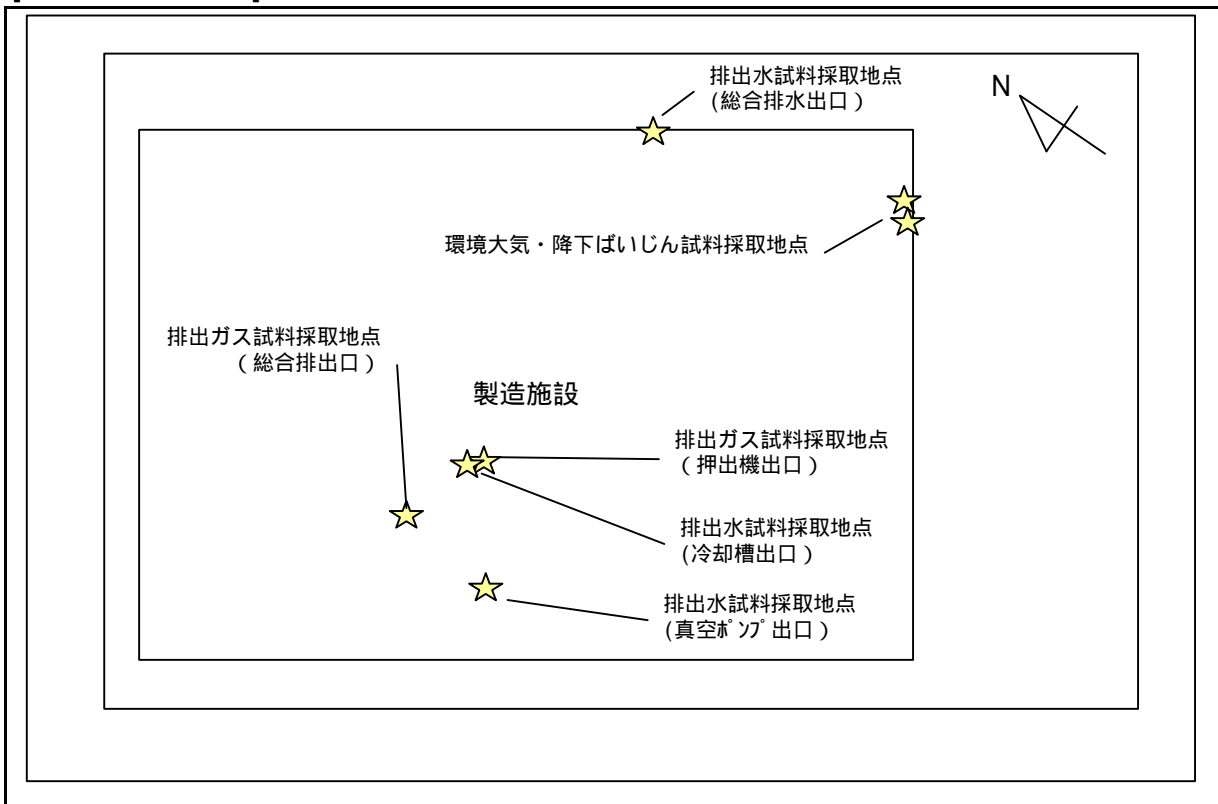 排出水試料採取地点
(総合排水出口）
N
環境大気・降下ばいじん試料採取地点
排出ガス試料採取地点
（総合排出口）
製造施設
排出ガス試料採取地点
（押出機出口）
排出水試料採取地点
(冷却槽出口）
排出水試料採取地点
(真空ﾎﾟﾝﾌﾟ出口）